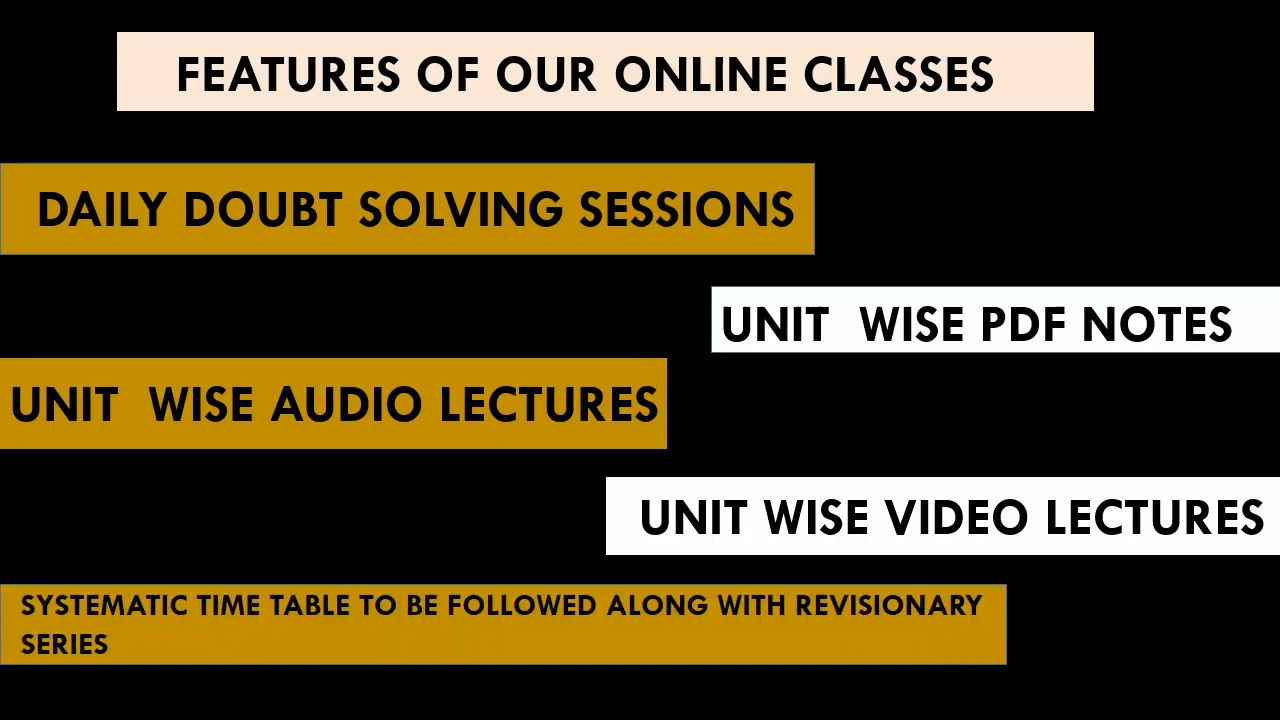 FEATURES OF OUR ONLINE CLASSES
DAILY DOUBT SOLVING SESSIONS
UNIT  WISE PDF NOTES
UNIT  WISE AUDIO LECTURES
UNIT WISE VIDEO LECTURES
SYSTEMATIC TIME TABLE TO BE FOLLOWED ALONG WITH REVISIONARY
SERIES